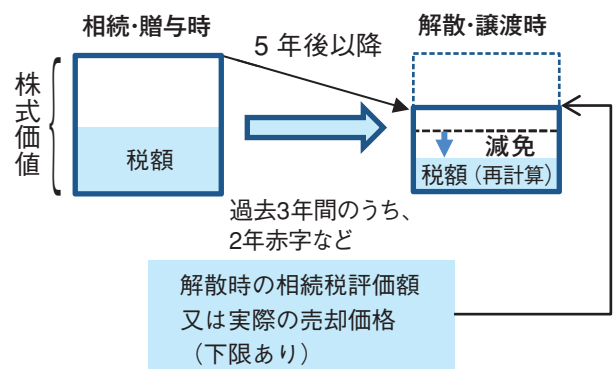 相続・贈与時
5年後以降
解散・譲渡時
株式価値
税額
減免
税額（再計算）
過去3年間のうち、
2年赤字など
解散時の相続税評価額
又は実際の売却価格
（下限あり）